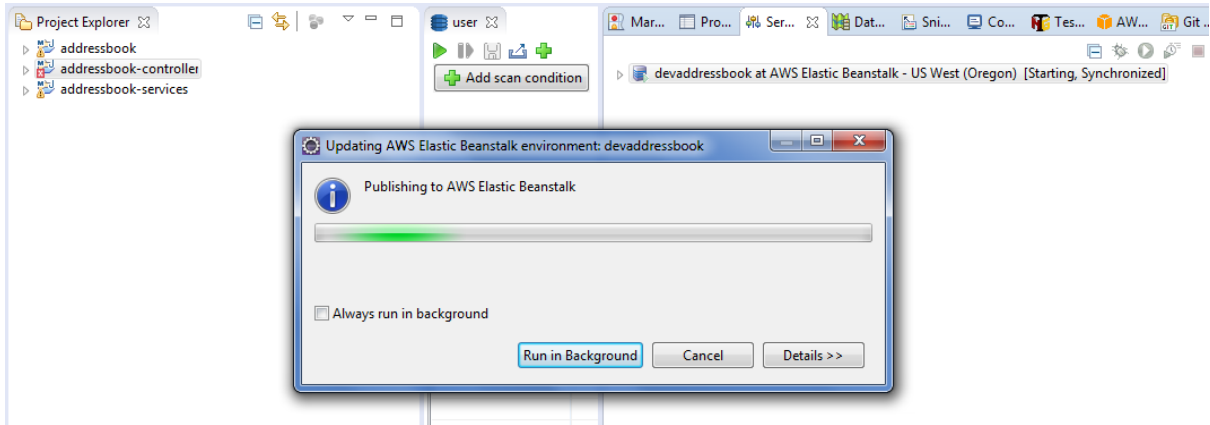 Project Explorer
addressbook
addressbook-controller
addressbook-services
user
Add scan condition
Mar... Pro... Ser... Dat... Sni... Co... Tes... AW... Git ...
devaddressbook at AWS Elastic Beanstalk - US West (Oregon) [Starting, Synchronized]
Updating AWS Elastic Beanstalk environment: devaddressbook
Publishing to AWS Elastic Beanstalk
Always run in background
Run in Background
Cancel
Details >>